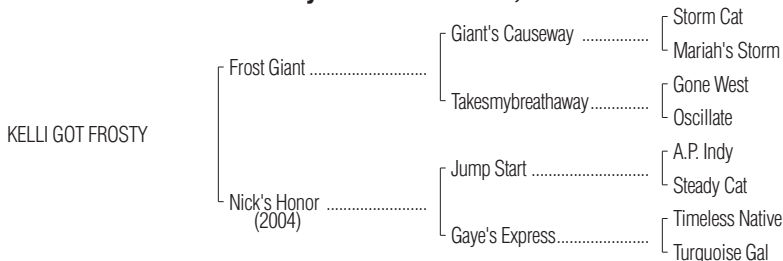 Storm Cat
Giant's Causeway ................
Mariah's Storm
Frost Giant ............................
Gone West
Takesmybreathaway..............
Oscillate
KELLI GOT FROSTY
A.P. Indy
Jump Start ............................
Steady Cat
Nick's Honor ........................
(2004)
Timeless Native
Gaye's Express......................
Turquoise Gal